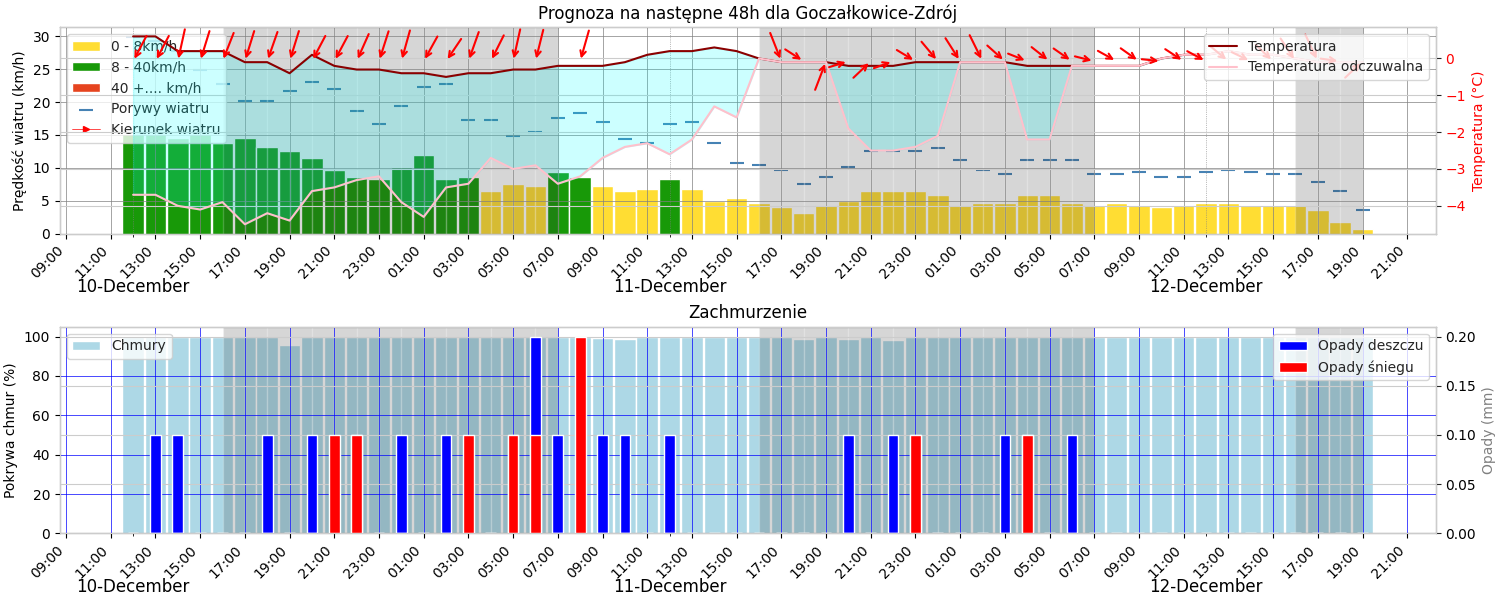 Prognoza na następne 48h dla Goczałkowice-Zdrój
Prędkość wiatru (km/h)
30
25
20
15
10
5
0
0 - 8km/h
8 - 40km/h
40 +.... km/h
Porywy wiatru
Kierunek wiatru
Temperatura
Temperatura odczuwalna
0
−1
−2
−3
−4
Temperatura (°C)
09:00 11:00 13:00 15:00 17:00 19:00 21:00 23:00 01:00 03:00 05:00 07:00 09:00 11:00 13:00 15:00 17:00 19:00 21:00 23:00 01:00 03:00 05:00 07:00 09:00 11:00 13:00 15:00 17:00 19:00 21:00
10-December 11-December 12-December
Zachmurzenie
Pokrywa chmur (%)
100
80
60
40
20
0
Chmury
Opady deszczu
Opady śniegu
0.20
0.15
0.10
0.05
0.00
Opady (mm)
09:00 11:00 13:00 15:00 17:00 19:00 21:00 23:00 01:00 03:00 05:00 07:00 09:00 11:00 13:00 15:00 17:00 19:00 21:00 23:00 01:00 03:00 05:00 07:00 09:00 11:00 13:00 15:00 17:00 19:00 21:00
10-December 11-December 12-December